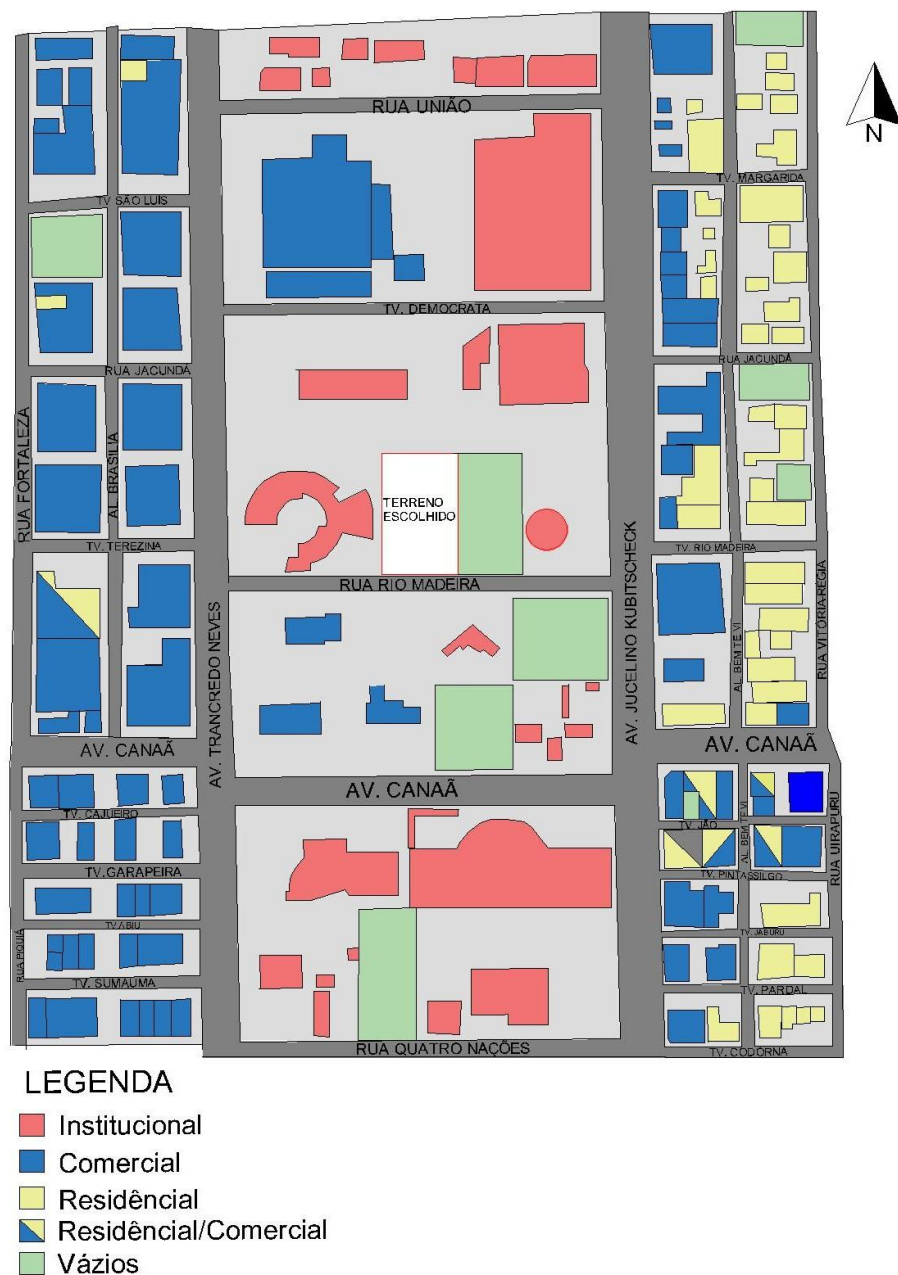 RUA UNIÃO
N
TV. MARGARIDA
TV SÃO LUIS
TV. DEMOCRATA
RUA JACUNDÁ
RUA JACUNDÁ
RUA FORTALEZA
AL. BRASILIA
TERRENO
ESCOLHIDO
TV. TEREZINA
TV. RIO MADEIRA
RUA RIO MADEIRA
AV. TRANCREDO NEVES
AV. JUCELINO KUBITSCHECK
AL. BEM TE VI
RUA VITÓRIA-RÉGIA
AV. CANAÃ
AV. CANAÃ
AV. CANAÃ
TV. CAJUEIRO
TV. JÃO
AL. BEM TE VI
RUA UIRAPURU
TV.GARAPEIRA
TV. PINTASSILGO
TV.ABIU
TV. JABURU
RUA PIQUIÁ
TV. SUMAUMA
TV. PARDAL
RUA QUATRO NAÇÕES
TV. CODORNA
LEGENDA
Institucional
Comercial
Residêncial
Residêncial/Comercial
Vázios